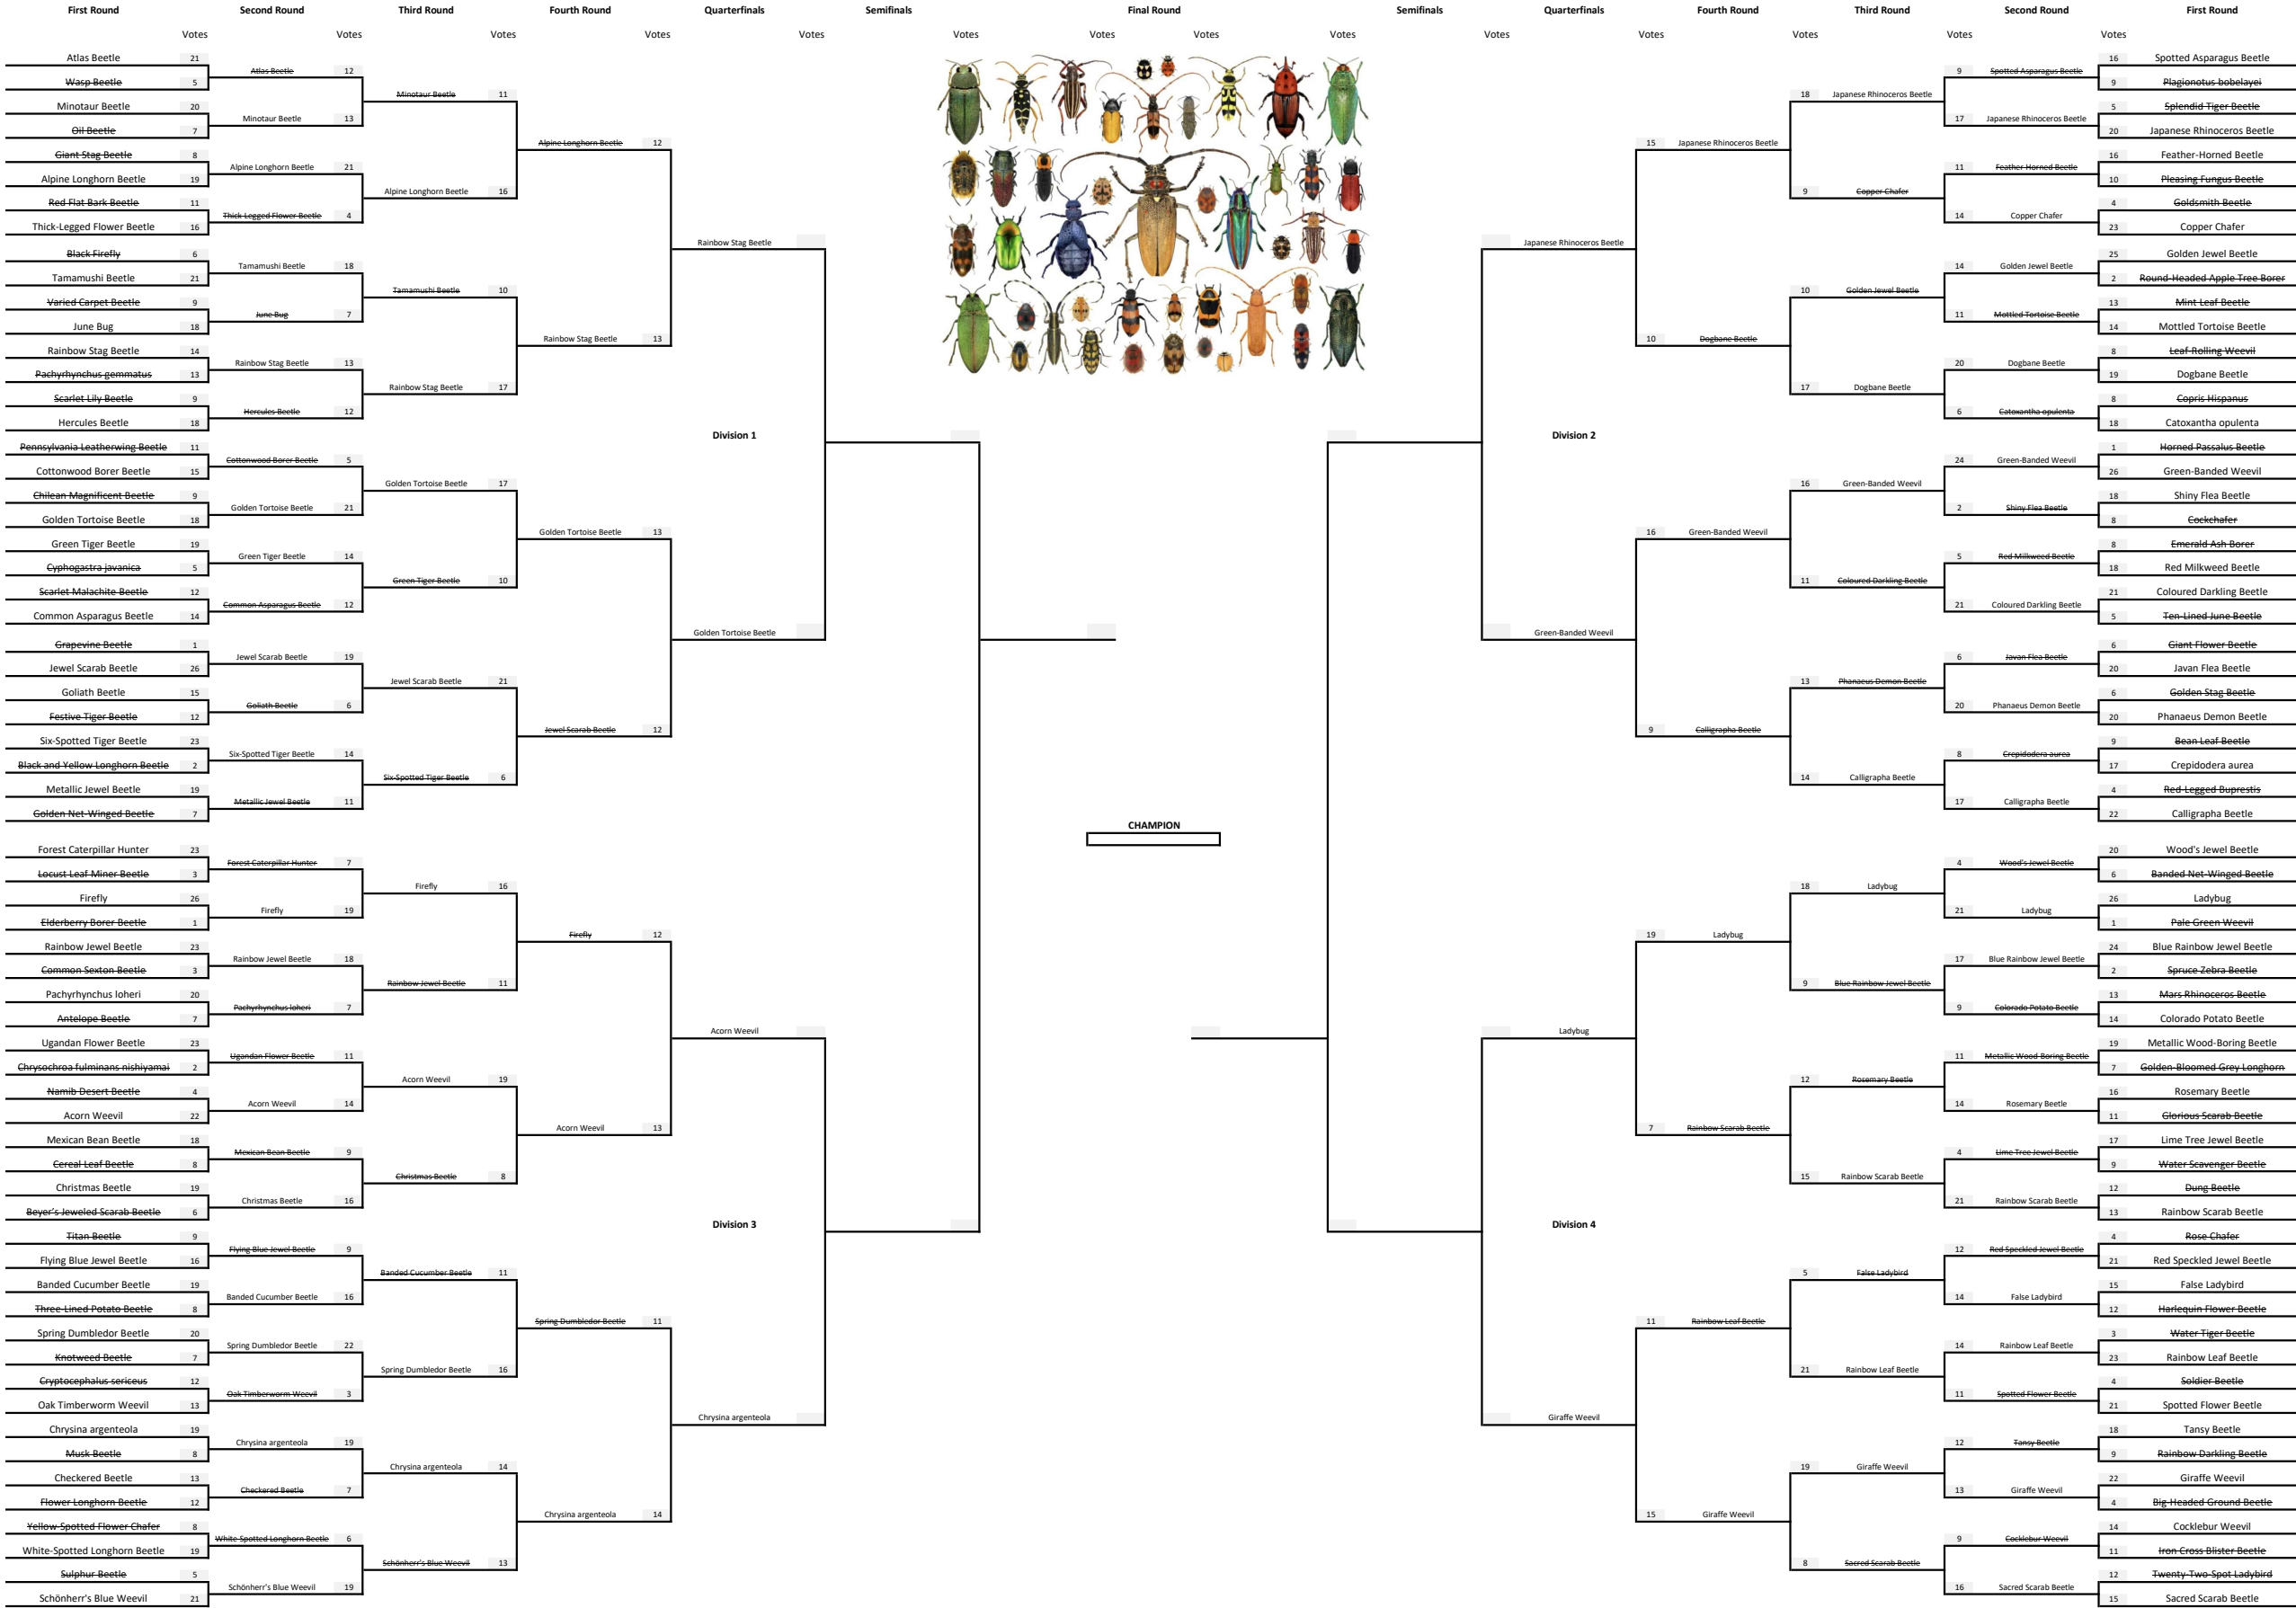 First Round Second Round Third Round Fourth Round Quarterfinals Semifinals Final Round Semifinals Quarterfinals Fourth Round Third Round Second Round First Round
Votes Votes Votes Votes Votes Votes Votes Votes Votes Votes Votes Votes Votes Votes
Atlas Beetle 21
Wasp Beetle 5
Minotaur Beetle 20
Oil Beetle 7
Giant Stag Beetle 8
Alpine Longhorn Beetle 19
Red Flat Bark Beetle 11
Thick-Legged Flower Beetle 16
Black Firefly 6
Tamamushi Beetle 21
Varied Carpet Beetle 9
June Bug 18
Rainbow Stag Beetle 14
Pachyrhynchus gemmatus 13
Scarlet Lily Beetle 9
Hercules Beetle 18
Pennsylvania Leatherwing Beetle 11
Cottonwood Borer Beetle 15
Chilean Magnificent Beetle 9
Golden Tortoise Beetle 18
Green Tiger Beetle 19
Cyphogastra javanica 5
Scarlet Malachite Beetle 12
Common Asparagus Beetle 14
Grapevine Beetle 1
Jewel Scarab Beetle 26
Goliath Beetle 15
Festive Tiger Beetle 12
Six-Spotted Tiger Beetle 23
Black and Yellow Longhorn Beetle 2
Metallic Jewel Beetle 19
Golden Net-Winged Beetle 7
Forest Caterpillar Hunter 23
Locust Leaf Miner Beetle 3
Firefly 26
Elderberry Borer Beetle 1
Rainbow Jewel Beetle 23
Common Sexton Beetle 3
Pachyrhynchus loheri 20
Antelope Beetle 7
Ugandan Flower Beetle 23
Chrysochroa fulminans nishiyamai 2
Namib Desert Beetle 4
Acorn Weevil 22
Mexican Bean Beetle 18
Cereal Leaf Beetle 8
Christmas Beetle 19
Beyer's Jeweled Scarab Beetle 6
Titan Beetle 9
Flying Blue Jewel Beetle 16
Banded Cucumber Beetle 19
Three-Lined Potato Beetle 8
Spring Dumbledor Beetle 20
Knotweed Beetle 7
Cryptocephalus sericeus 12
Oak Timberworm Weevil 13
Chrysina argenteola 19
Musk Beetle 8
Checkered Beetle 13
Flower Longhorn Beetle 12
Yellow-Spotted Flower Chafer 8
White-Spotted Longhorn Beetle 19
Sulphur Beetle 5
Schönherr's Blue Weevil 21
Atlas Beetle 12
Minotaur Beetle 13
Alpine Longhorn Beetle 21
Thick-Legged Flower Beetle 4
Tamamushi Beetle 18
June Bug 7
Rainbow Stag Beetle 13
Hercules Beetle 12
Cottonwood Borer Beetle 5
Golden Tortoise Beetle 21
Green Tiger Beetle 14
Common Asparagus Beetle 12
Jewel Scarab Beetle 19
Goliath Beetle 6
Six-Spotted Tiger Beetle 14
Metallic Jewel Beetle 11
Forest Caterpillar Hunter 7
Firefly 19
Rainbow Jewel Beetle 18
Pachyrhynchus loheri 7
Ugandan Flower Beetle 11
Acorn Weevil 14
Mexican Bean Beetle 9
Christmas Beetle 16
Flying Blue Jewel Beetle 9
Banded Cucumber Beetle 16
Spring Dumbledor Beetle 22
Oak Timberworm Weevil 3
Chrysina argenteola 19
Checkered Beetle 7
White-Spotted Longhorn Beetle 6
Schönherr's Blue Weevil 19
Minotaur Beetle 11
Alpine Longhorn Beetle 16
Tamamushi Beetle 10
Rainbow Stag Beetle 17
Golden Tortoise Beetle 17
Green Tiger Beetle 10
Jewel Scarab Beetle 21
Six-Spotted Tiger Beetle 6
Firefly 16
Rainbow Jewel Beetle 11
Acorn Weevil 19
Christmas Beetle 8
Banded Cucumber Beetle 11
Spring Dumbledor Beetle 16
Chrysina argenteola 14
Schönherr's Blue Weevil 13
Alpine Longhorn Beetle 12
Rainbow Stag Beetle 13
Golden Tortoise Beetle 13
Jewel Scarab Beetle 12
Firefly 12
Acorn Weevil 13
Spring Dumbledor Beetle 11
Chrysina argenteola 14
Rainbow Stag Beetle
Division 1
Golden Tortoise Beetle
Acorn Weevil
Division 3
Chrysina argenteola
CHAMPION
Japanese Rhinoceros Beetle
Division 2
Green-Banded Weevil
Ladybug
Division 4
Giraffe Weevil
15 Japanese Rhinoceros Beetle
10 Dogbane Beetle
16 Green-Banded Weevil
9 Calligrapha Beetle
19 Ladybug
7 Rainbow Scarab Beetle
11 Rainbow Leaf Beetle
15 Giraffe Weevil
18 Japanese Rhinoceros Beetle
9 Copper Chafer
10 Golden Jewel Beetle
17 Dogbane Beetle
16 Green-Banded Weevil
11 Coloured Darkling Beetle
13 Phanaeus Demon Beetle
14 Calligrapha Beetle
18 Ladybug
9 Blue Rainbow Jewel Beetle
12 Rosemary Beetle
15 Rainbow Scarab Beetle
5 False Ladybird
21 Rainbow Leaf Beetle
19 Giraffe Weevil
8 Sacred Scarab Beetle
9 Spotted Asparagus Beetle
17 Japanese Rhinoceros Beetle
11 Feather-Horned Beetle
14 Copper Chafer
14 Golden Jewel Beetle
11 Mottled Tortoise Beetle
20 Dogbane Beetle
6 Catoxantha opulenta
24 Green-Banded Weevil
2 Shiny Flea Beetle
5 Red Milkweed Beetle
21 Coloured Darkling Beetle
6 Javan Flea Beetle
20 Phanaeus Demon Beetle
8 Crepidodera aurea
17 Calligrapha Beetle
4 Wood's Jewel Beetle
21 Ladybug
17 Blue Rainbow Jewel Beetle
9 Colorado Potato Beetle
11 Metallic Wood-Boring Beetle
14 Rosemary Beetle
4 Lime Tree Jewel Beetle
21 Rainbow Scarab Beetle
12 Red Speckled Jewel Beetle
14 False Ladybird
14 Rainbow Leaf Beetle
11 Spotted Flower Beetle
12 Tansy Beetle
13 Giraffe Weevil
9 Cocklebur Weevil
16 Sacred Scarab Beetle
16 Spotted Asparagus Beetle
9 Plagionotus bobelayei
5 Splendid Tiger Beetle
20 Japanese Rhinoceros Beetle
16 Feather-Horned Beetle
10 Pleasing Fungus Beetle
4 Goldsmith Beetle
23 Copper Chafer
25 Golden Jewel Beetle
2 Round-Headed Apple Tree Borer
13 Mint Leaf Beetle
14 Mottled Tortoise Beetle
8 Leaf-Rolling Weevil
19 Dogbane Beetle
8 Copris Hispanus
18 Catoxantha opulenta
1 Horned Passalus Beetle
26 Green-Banded Weevil
18 Shiny Flea Beetle
8 Cockchafer
8 Emerald Ash Borer
18 Red Milkweed Beetle
21 Coloured Darkling Beetle
5 Ten-Lined June Beetle
6 Giant Flower Beetle
20 Javan Flea Beetle
6 Golden Stag Beetle
20 Phanaeus Demon Beetle
9 Bean Leaf Beetle
17 Crepidodera aurea
4 Red-Legged Buprestis
22 Calligrapha Beetle
20 Wood's Jewel Beetle
6 Banded Net-Winged Beetle
26 Ladybug
1 Pale Green Weevil
24 Blue Rainbow Jewel Beetle
2 Spruce Zebra Beetle
13 Mars Rhinoceros Beetle
14 Colorado Potato Beetle
19 Metallic Wood-Boring Beetle
7 Golden-Bloomed Grey Longhorn
16 Rosemary Beetle
11 Glorious Scarab Beetle
17 Lime Tree Jewel Beetle
9 Water Scavenger Beetle
12 Dung Beetle
13 Rainbow Scarab Beetle
4 Rose Chafer
21 Red Speckled Jewel Beetle
15 False Ladybird
12 Harlequin Flower Beetle
3 Water Tiger Beetle
23 Rainbow Leaf Beetle
4 Soldier Beetle
21 Spotted Flower Beetle
18 Tansy Beetle
9 Rainbow Darkling Beetle
22 Giraffe Weevil
4 Big-Headed Ground Beetle
14 Cocklebur Weevil
11 Iron Cross Blister Beetle
12 Twenty-Two-Spot Ladybird
15 Sacred Scarab Beetle